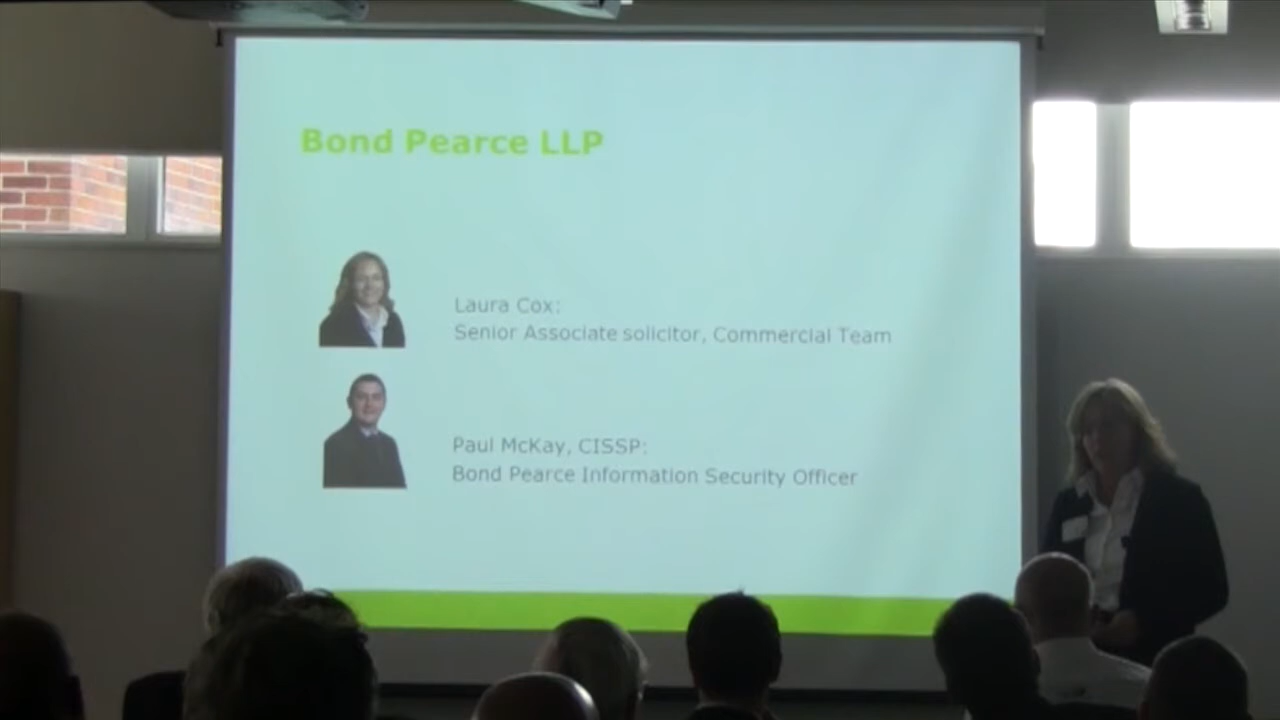 Bond Pearce LLP
Laura Cox:
Senior Associate solicitor, Commercial Team
Paul McKay, CISSP:
Bond Pearce Information Security Officer